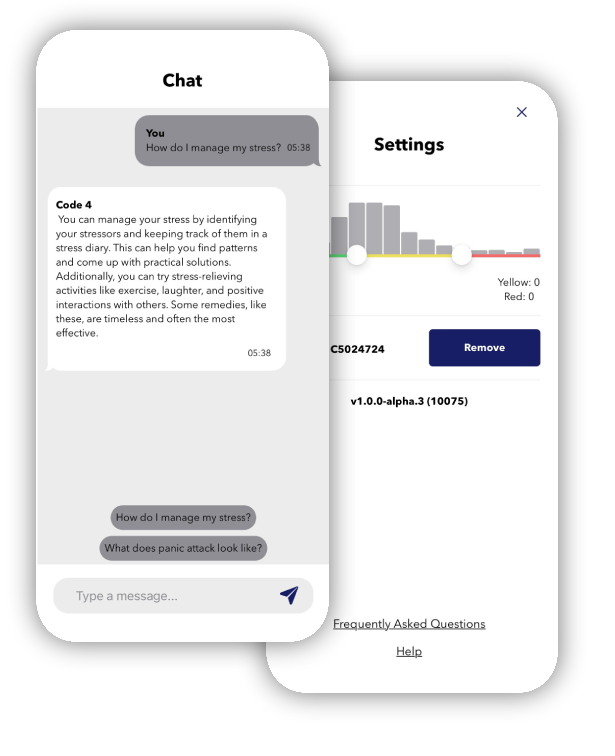 Chat
You
How do I manage my stress? 05:38
Code 4
You can manage your stress by identifying
your stressors and keeping track of them in a
stress diary. This can help you find patterns
and come up with practical solutions.
Additionally, you can try stress-relieving
activities like exercise, laughter, and positive
interactions with others. Some remedies, like
these, are timeless and often the most
effective.
05:38
How do I manage my stress?
What does panic attack look like?
Type a message...
Settings
Yellow: 0
Red: 0
C5024724
Remove
v1.0.0-alpha.3 (10075)
Frequently Asked Questions
Help